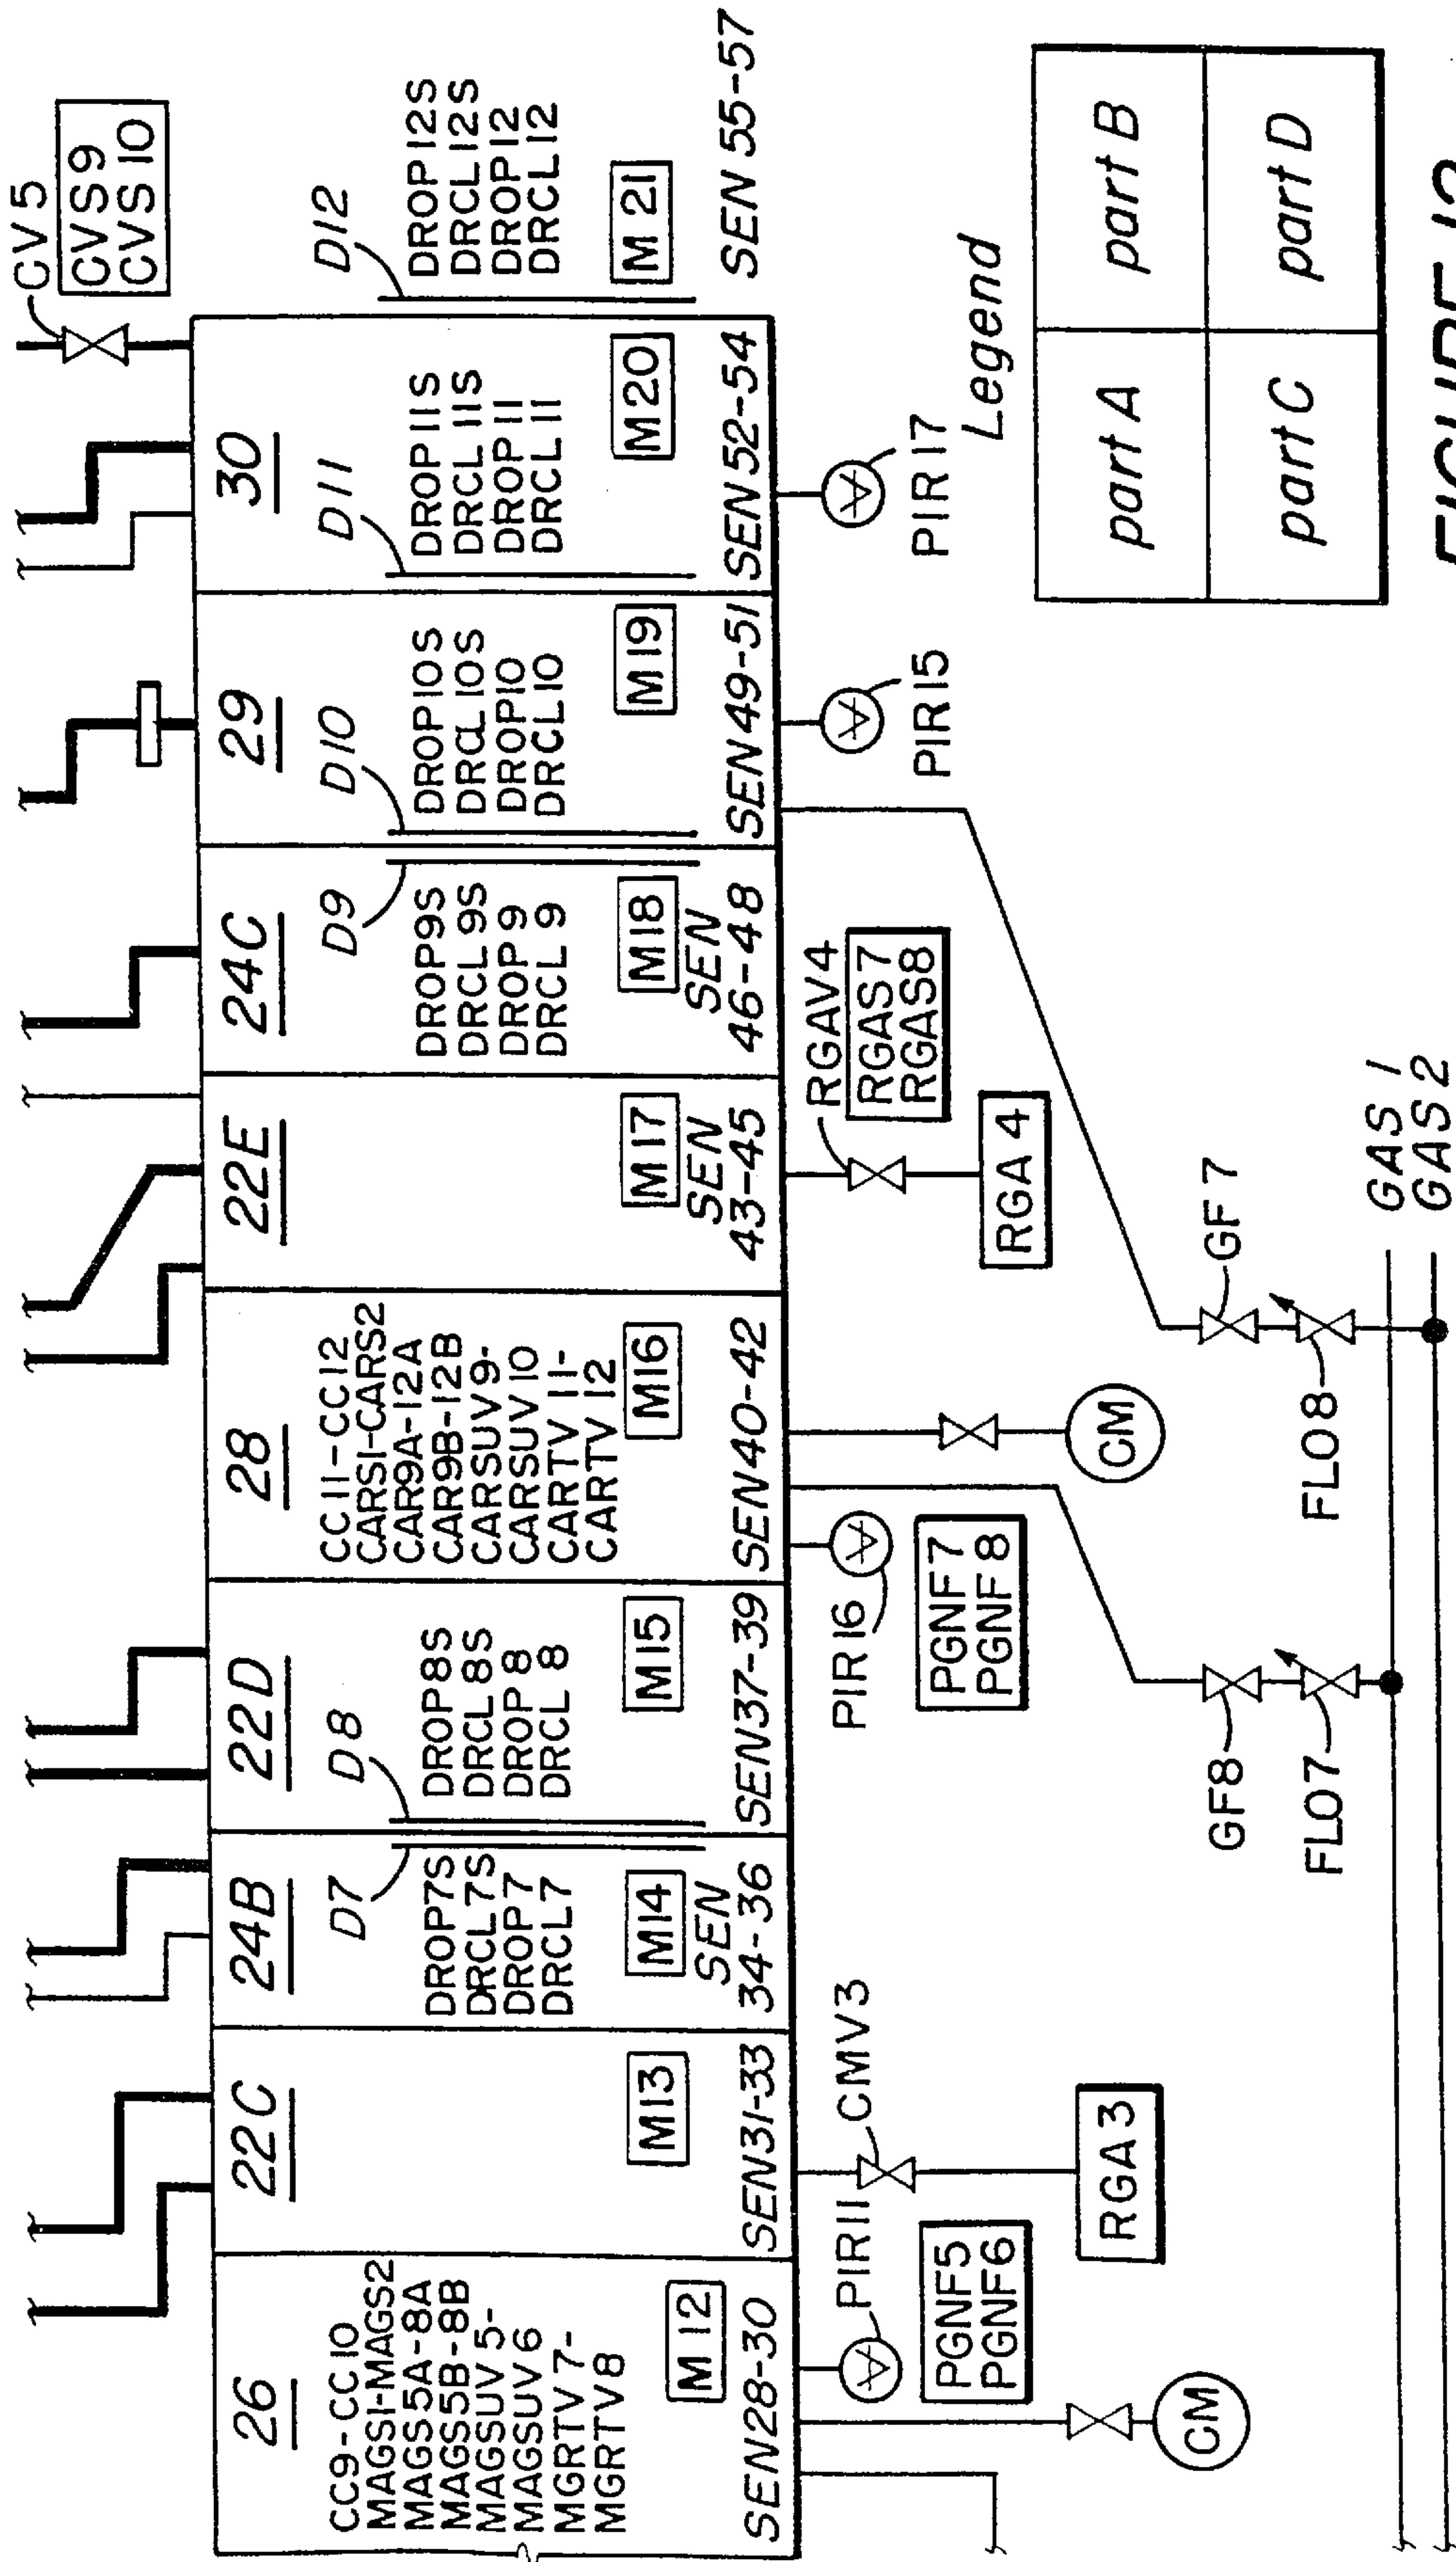 26
CC9-CC10
MAGS1-MAGS2
MAGS5A-8A
MAGS5B-8B
MAGSUV5-
MAGSUV6
MGRTV7-
MGRTV8
M12
SEN28-30
22C
M13
SEN31-33
24B
D7
DROP7S
DRCL7S
DROP7
DRCL7
M14
SEN
34-36
22D
D8
DROP8S
DRCL8S
DROP8
DRCL8
M15
SEN37-39
28
CC11-CC12
CARS1-CARS2
CAR9A-12A
CAR9B-12B
CARSUV9-
CARSUV10
CARTV11-
CARTV12
M16
SEN40-42
22E
M17
SEN
43-45
24C
D9
DROP9S
DRCL9S
DROP9
DRCL9
M18
SEN
46-48
29
D10
DROP10S
DRCL10S
DROP10
DRCL10
M19
SEN49-51
30
D11
DROP11S
DRCL11S
DROP11
DRCL11
M20
SEN52-54
CV5
CVS9
CVS10
D12
DROP12S
DRCL12S
DROP12
DRCL12
M21
SEN 55-57
CM
PIR11
PGNF5
PGNF6
CMV3
RGA3
PIR16
PGNF7
PGNF8
CM
RGAV4
RGAS7
RGAS8
RGA4
PIR15
PIR17
GF8
FLO7
GF7
FLO8
GAS 1
GAS 2
Legend
part A
part B
part C
part D